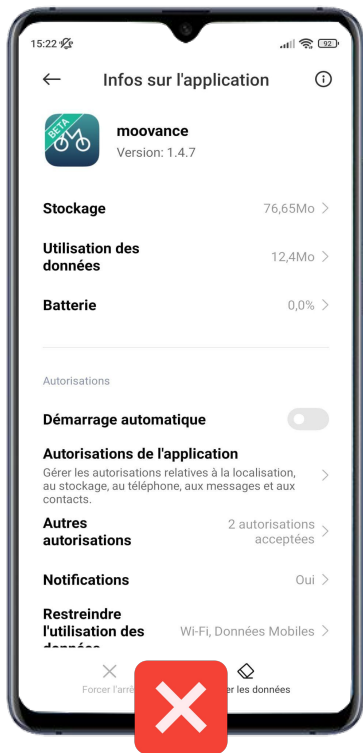 15:22
92
Infos sur l'application
BETA
moovance
Version: 1.4.7
Stockage
76,65Mo
Utilisation des
données
12,4Mo
Batterie
0,0%
Autorisations
Démarrage automatique
Autorisations de l'application
Gérer les autorisations relatives à la localisation,
au stockage, au téléphone, aux messages et aux
contacts.
Autres
autorisations
2 autorisations
acceptées
Notifications
Oui
Restreindre
l'utilisation des
Wi-Fi, Données Mobiles
données
Forcer l'arrê
er les données